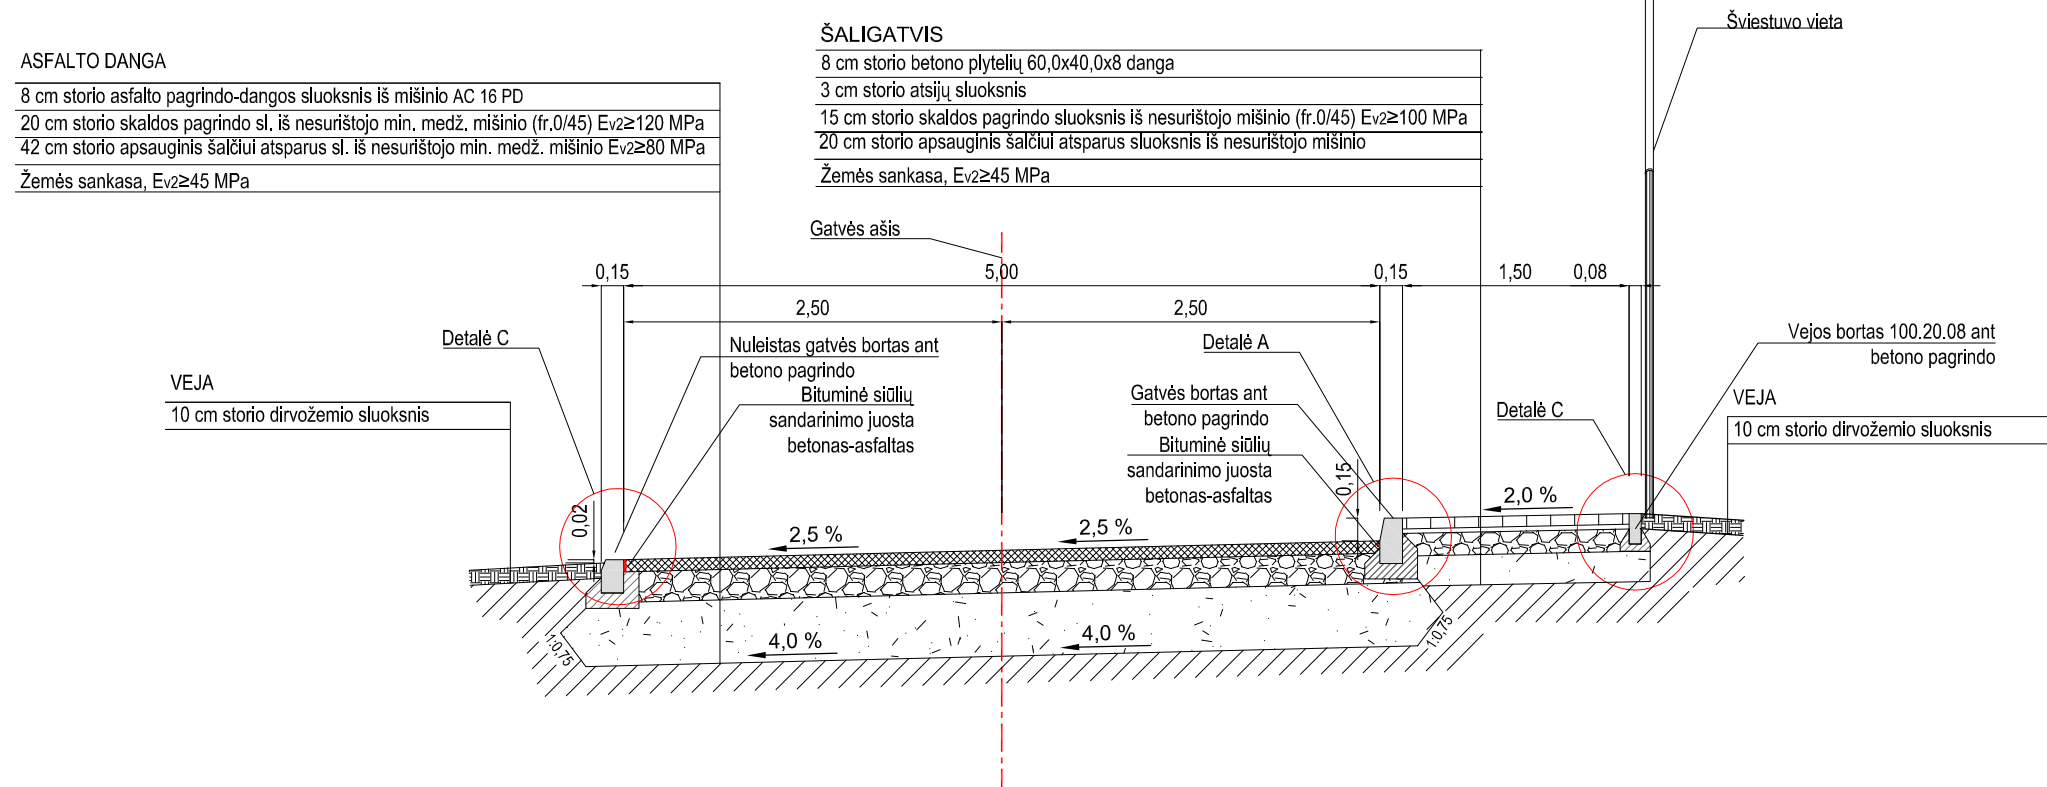 ASFALTO DANGA
8 cm storio asfalto pagrindo-dangos sluoksnis iš mišinio AC 16 PD
20 cm storio skaldos pagrindo sl. iš nesurištojo min. medž. mišinio (fr.0/45) Ev2≥120 MPa
42 cm storio apsauginis šalčiui atsparus sl. iš nesurištojo min. medž. mišinio Ev2≥80 MPa
Žemės sankasa, Ev2≥45 MPa
ŠALIGATVIS
8 cm storio betono plytelių 60,0x40,0x8 danga
3 cm storio atsijų sluoksnis
15 cm storio skaldos pagrindo sluoksnis iš nesurištojo mišinio (fr.0/45) Ev2≥100 MPa
20 cm storio apsauginis šalčiui atsparus sluoksnis iš nesurištojo mišinio
Žemės sankasa, Ev2≥45 MPa
Šviestuvo vieta
Gatvės ašis
0,15
5,00
0,15
1,50
0,08
2,50
2,50
Detalė C
Nuleistas gatvės bortas ant
betono pagrindo
Bituminė siūlių
sandarinimo juosta
betonas-asfaltas
Detalė A
Gatvės bortas ant
betono pagrindo
Bituminė siūlių
sandarinimo juosta
betonas-asfaltas
Vejos bortas 100.20.08 ant
betono pagrindo
Detalė C
VEJA
10 cm storio dirvožemio sluoksnis
VEJA
10 cm storio dirvožemio sluoksnis
0,02
0,15
2,5 %
2,5 %
2,0 %
4,0 %
4,0 %
1:0,75
1:0,75